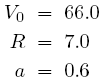 V₀ = 66.0
R = 7.0
a = 0.6